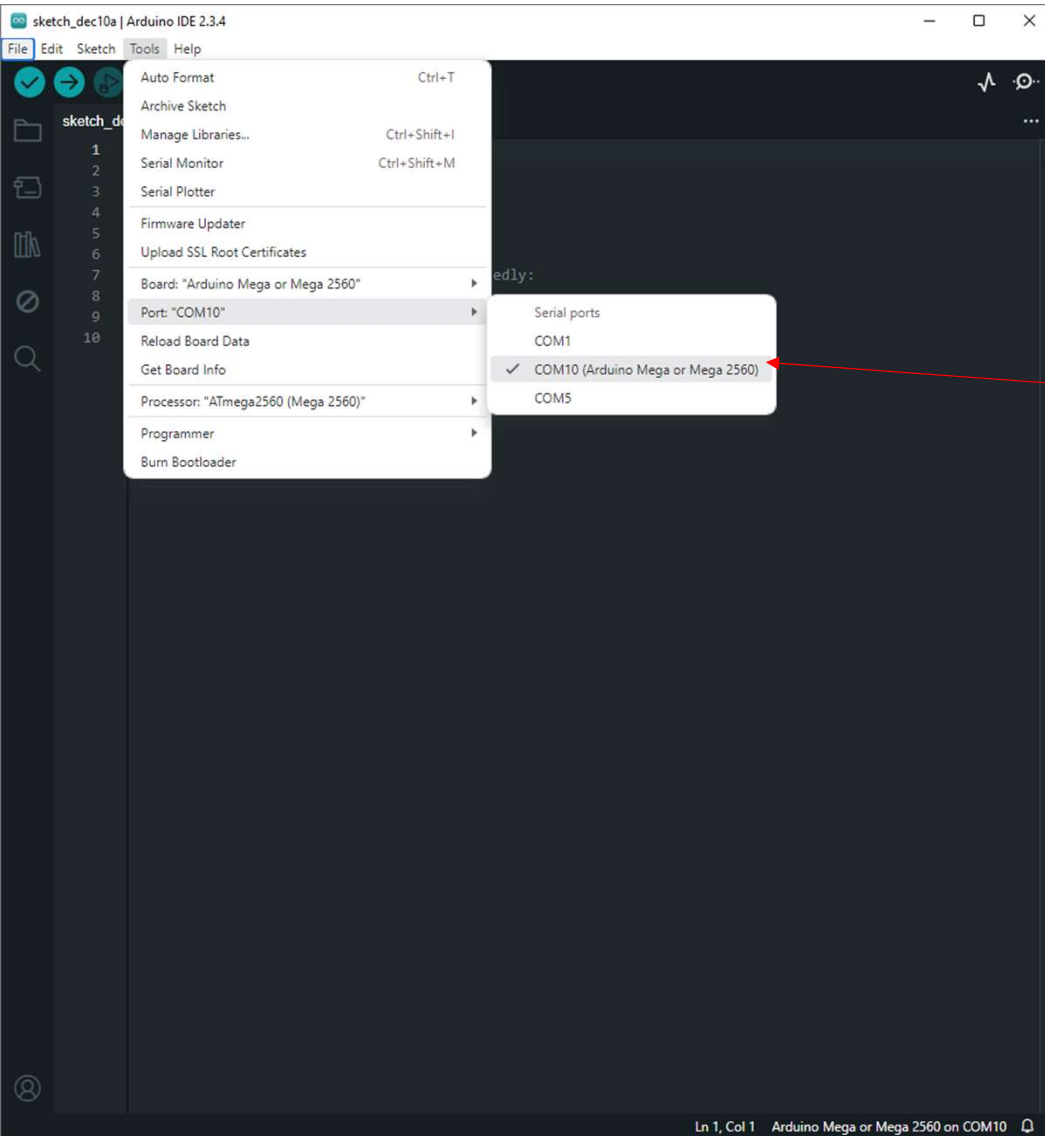 sketch_dec10a | Arduino IDE 2.3.4
File Edit Sketch Tools Help
sketch_de
Auto Format Ctrl+T
Archive Sketch
Manage Libraries... Ctrl+Shift+I
Serial Monitor Ctrl+Shift+M
Serial Plotter
Firmware Updater
Upload SSL Root Certificates
Board: "Arduino Mega or Mega 2560"
Port: "COM10"
Reload Board Data
Get Board Info
Processor: "ATmega2560 (Mega 2560)"
Programmer
Burn Bootloader
1
2
3
4
5
6
7 edly:
8
9
10
Serial ports
COM1
COM10 (Arduino Mega or Mega 2560)
COM5
Ln 1, Col 1 Arduino Mega or Mega 2560 on COM10